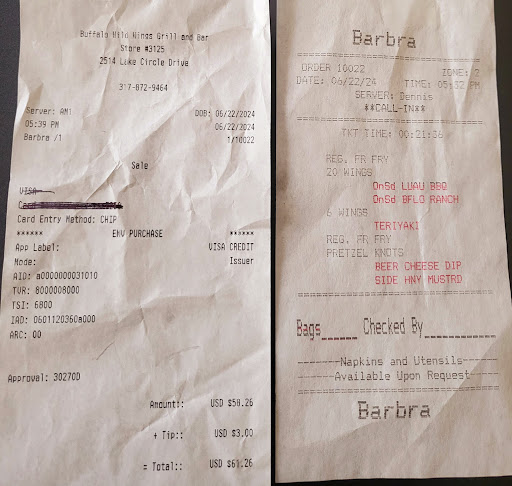 Buffalo Wild Wings Grill and Bar
Store #3125
2514 Lake Circle Drive
317-872-9464
Server: AM1
DOB: 06/22/2024
05:39 PM
06/22/2024
Barbra /1
1/10022
Sale
VISA
Card Entry Method: CHIP
****** EMV PURCHASE ******
App Label: VISA CREDIT
Mode: Issuer
AID: a0000000031010
TVR: 8000008000
TSI: 6800
IAD: 0601120360a000
ARC: 00
Approval: 30270D
Amount:: USD $58.26
+ Tip:: USD $3.00
= Total:: USD $61.26
Barbra
ORDER 10022 ZONE: 2
DATE: 06/22/24 TIME: 05:32 PM
SERVER: Dennis
**CALL-IN**
TKT TIME: 00:21:36
REG. FR FRY
20 WINGS
OnSd LUAU BBQ
OnSd BFLO RANCH
6 WINGS
TERIYAKI
REG. FR FRY
PRETZEL KNOTS
BEER CHEESE DIP
SIDE HNY MUSTRD
Bags______ Checked By____________
-------Napkins and Utensils-------
------Available Upon Request------
Barbra